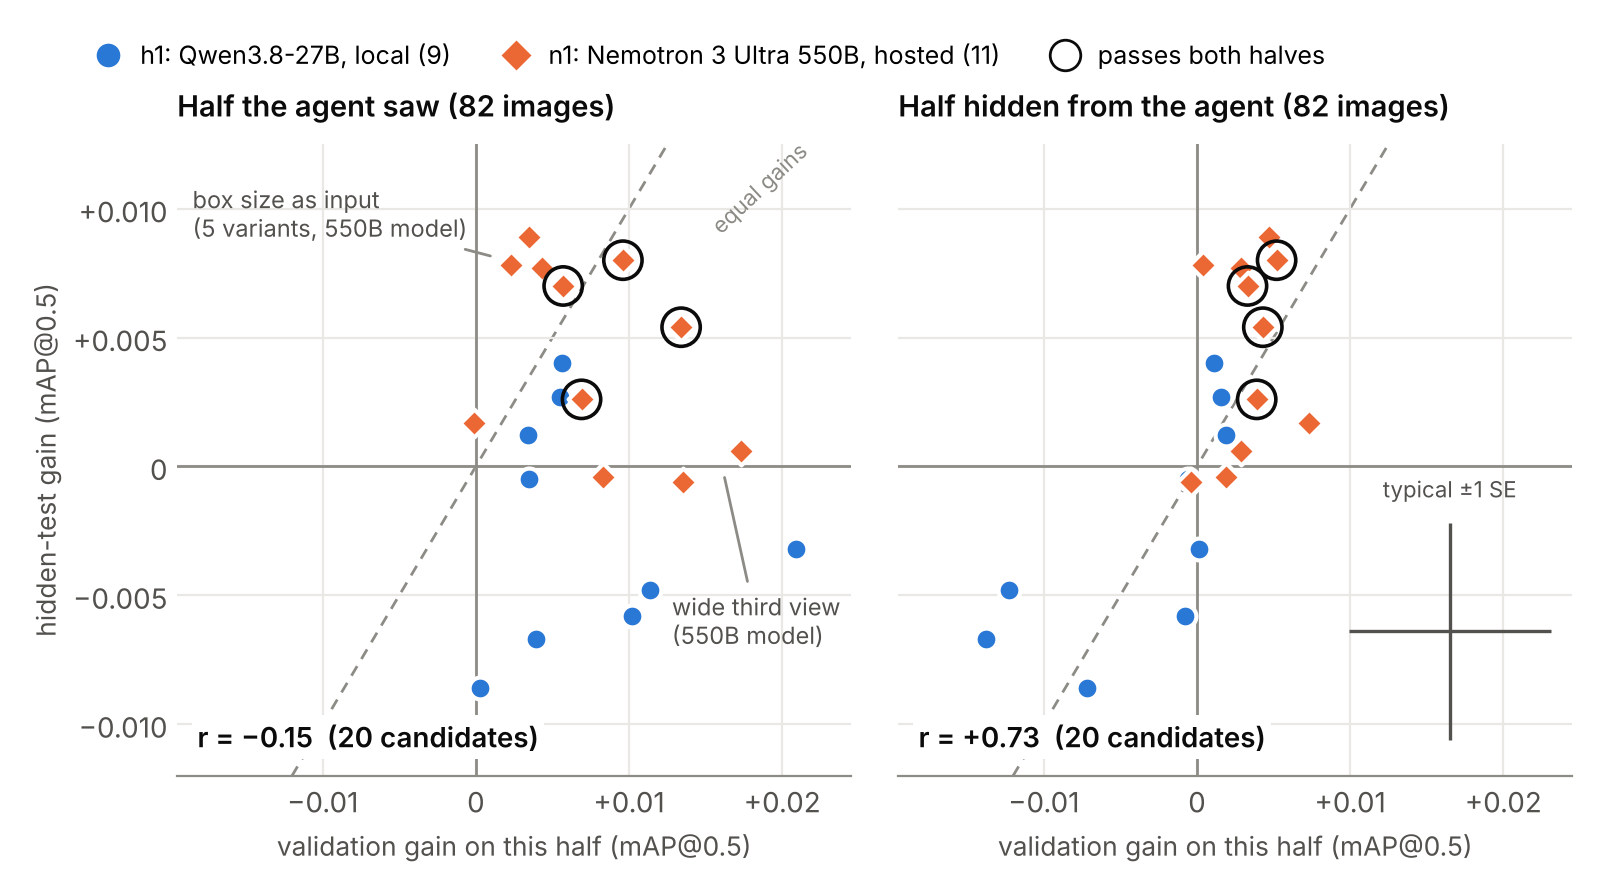 h1: Qwen3.8-27B, local (9)
n1: Nemotron 3 Ultra 550B, hosted (11)
passes both halves
Half the agent saw (82 images)
Half hidden from the agent (82 images)
hidden-test gain (mAP@0.5)
+0.010
+0.005
0
−0.005
−0.010
box size as input
(5 variants, 550B model)
equal gains
wide third view
(550B model)
r = −0.15 (20 candidates)
−0.01
0
+0.01
+0.02
validation gain on this half (mAP@0.5)
typical ±1 SE
r = +0.73 (20 candidates)
−0.01
0
+0.01
+0.02
validation gain on this half (mAP@0.5)